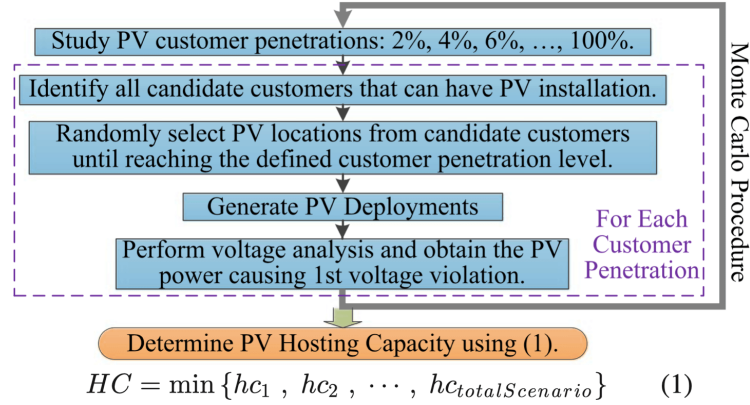 Study PV customer penetrations: 2%, 4%, 6%, …, 100%.
Identify all candidate customers that can have PV installation.
Randomly select PV locations from candidate customers
until reaching the defined customer penetration level.
Generate PV Deployments
Perform voltage analysis and obtain the PV
power causing 1st voltage violation.
For Each
Customer
Penetration
Monte Carlo Procedure
Determine PV Hosting Capacity using (1).
HC = min {hc₁ , hc₂ , ⋯ , hc_{totalScenario}} (1)